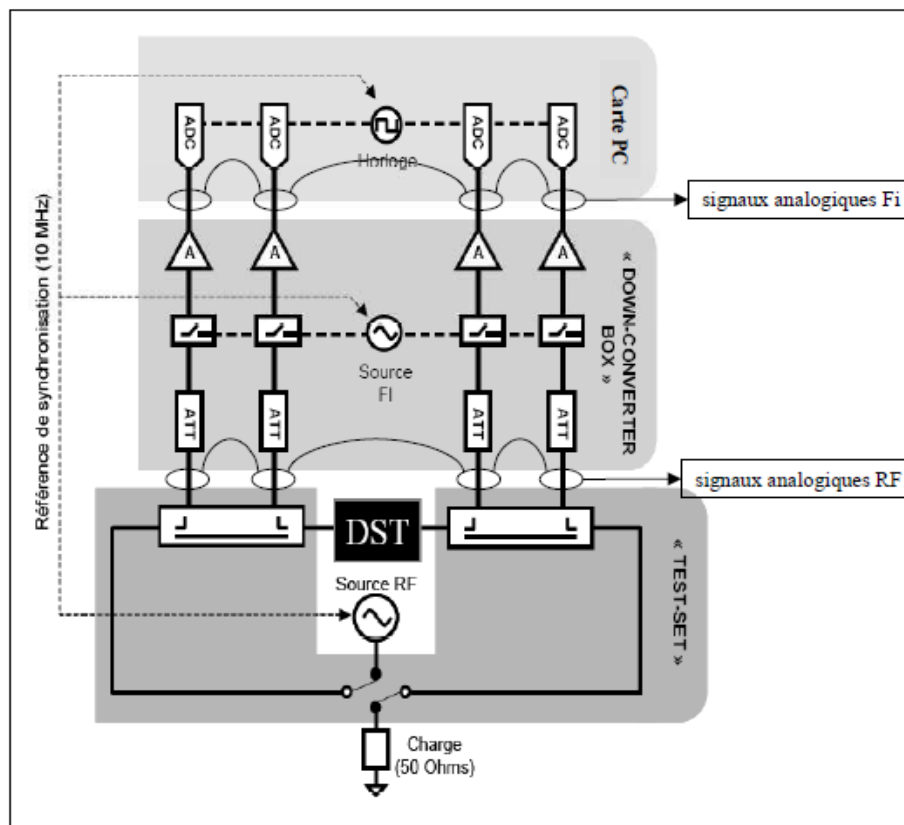 Carte PC
ADC
ADC
ADC
ADC
Horloge
signaux analogiques Fi
A
A
A
A
« DOWN-CONVERTER
BOX »
Référence de synchronisation (10 MHz)
Source
FI
ATT
ATT
ATT
ATT
signaux analogiques RF
DST
Source RF
« TEST-SET »
Charge
(50 Ohms)